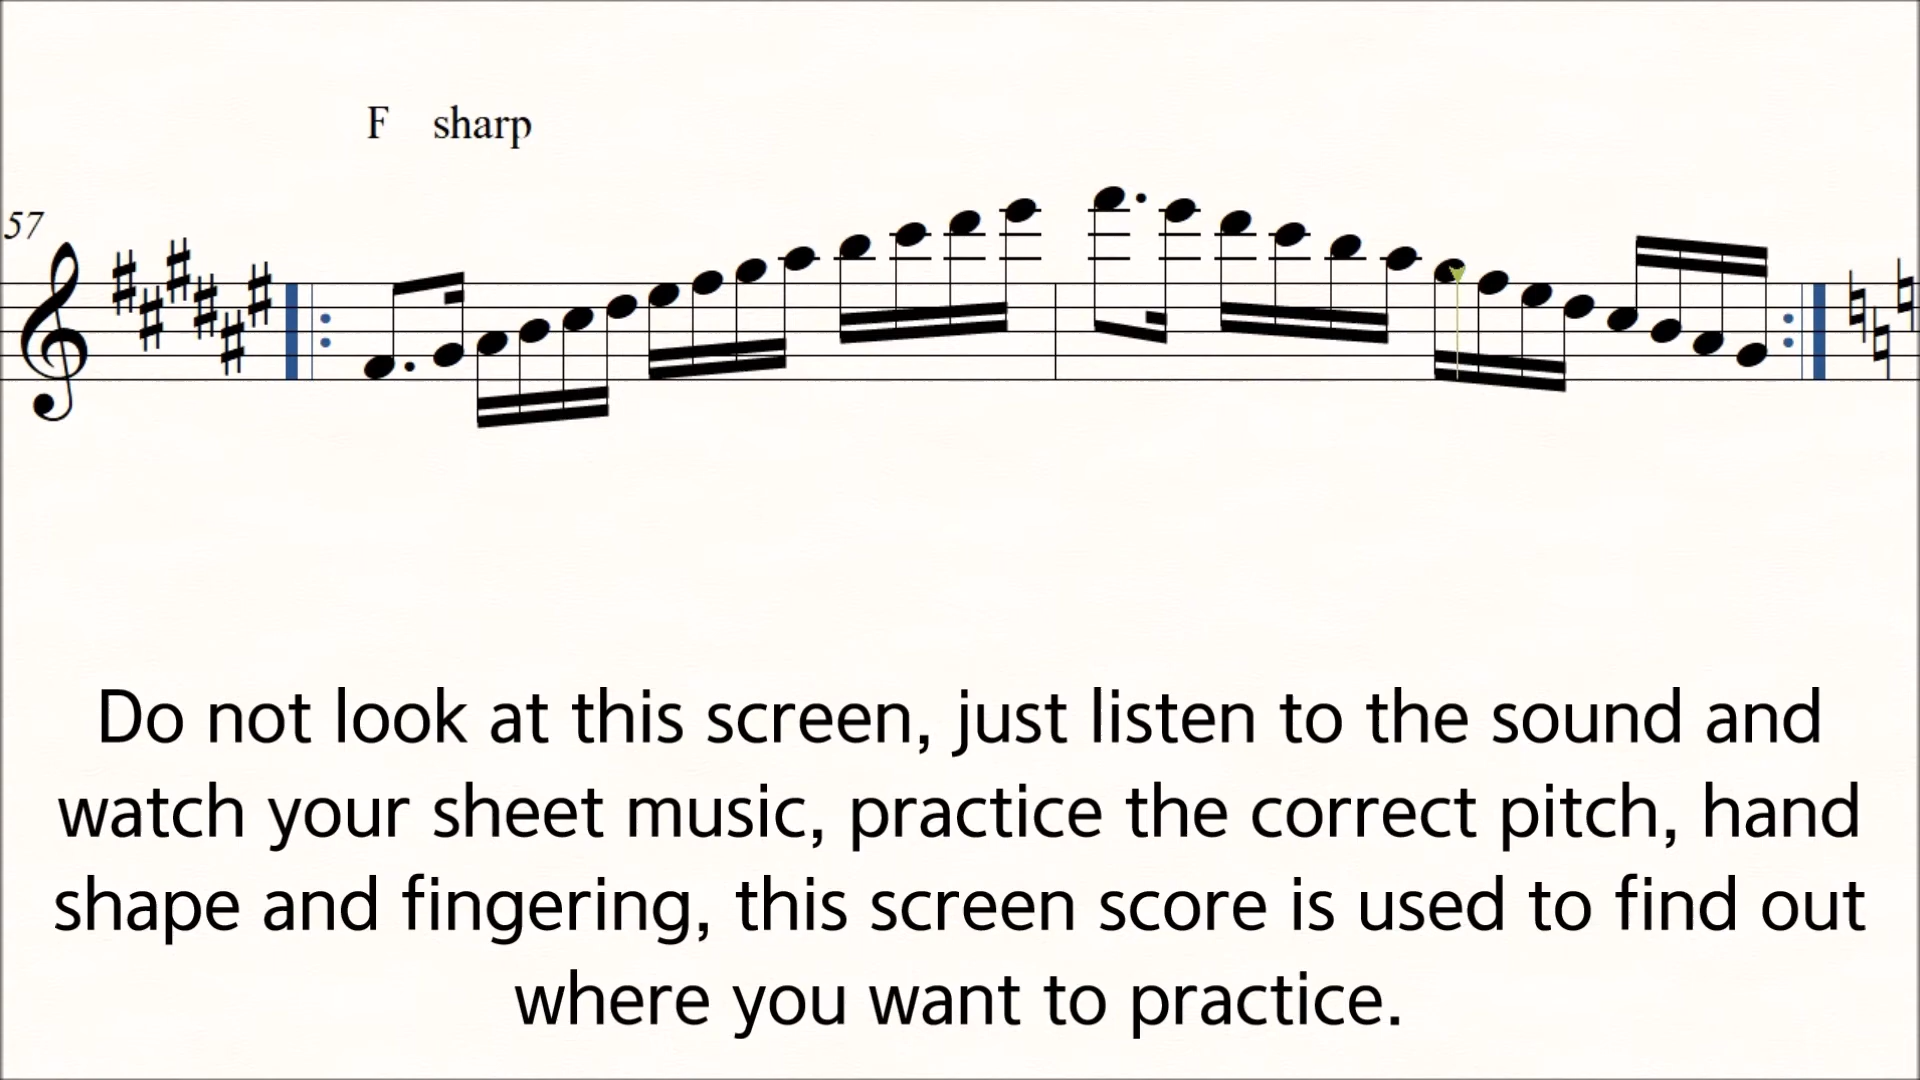 F sharp
57
Do not look at this screen, just listen to the sound and
watch your sheet music, practice the correct pitch, hand
shape and fingering, this screen score is used to find out
where you want to practice.